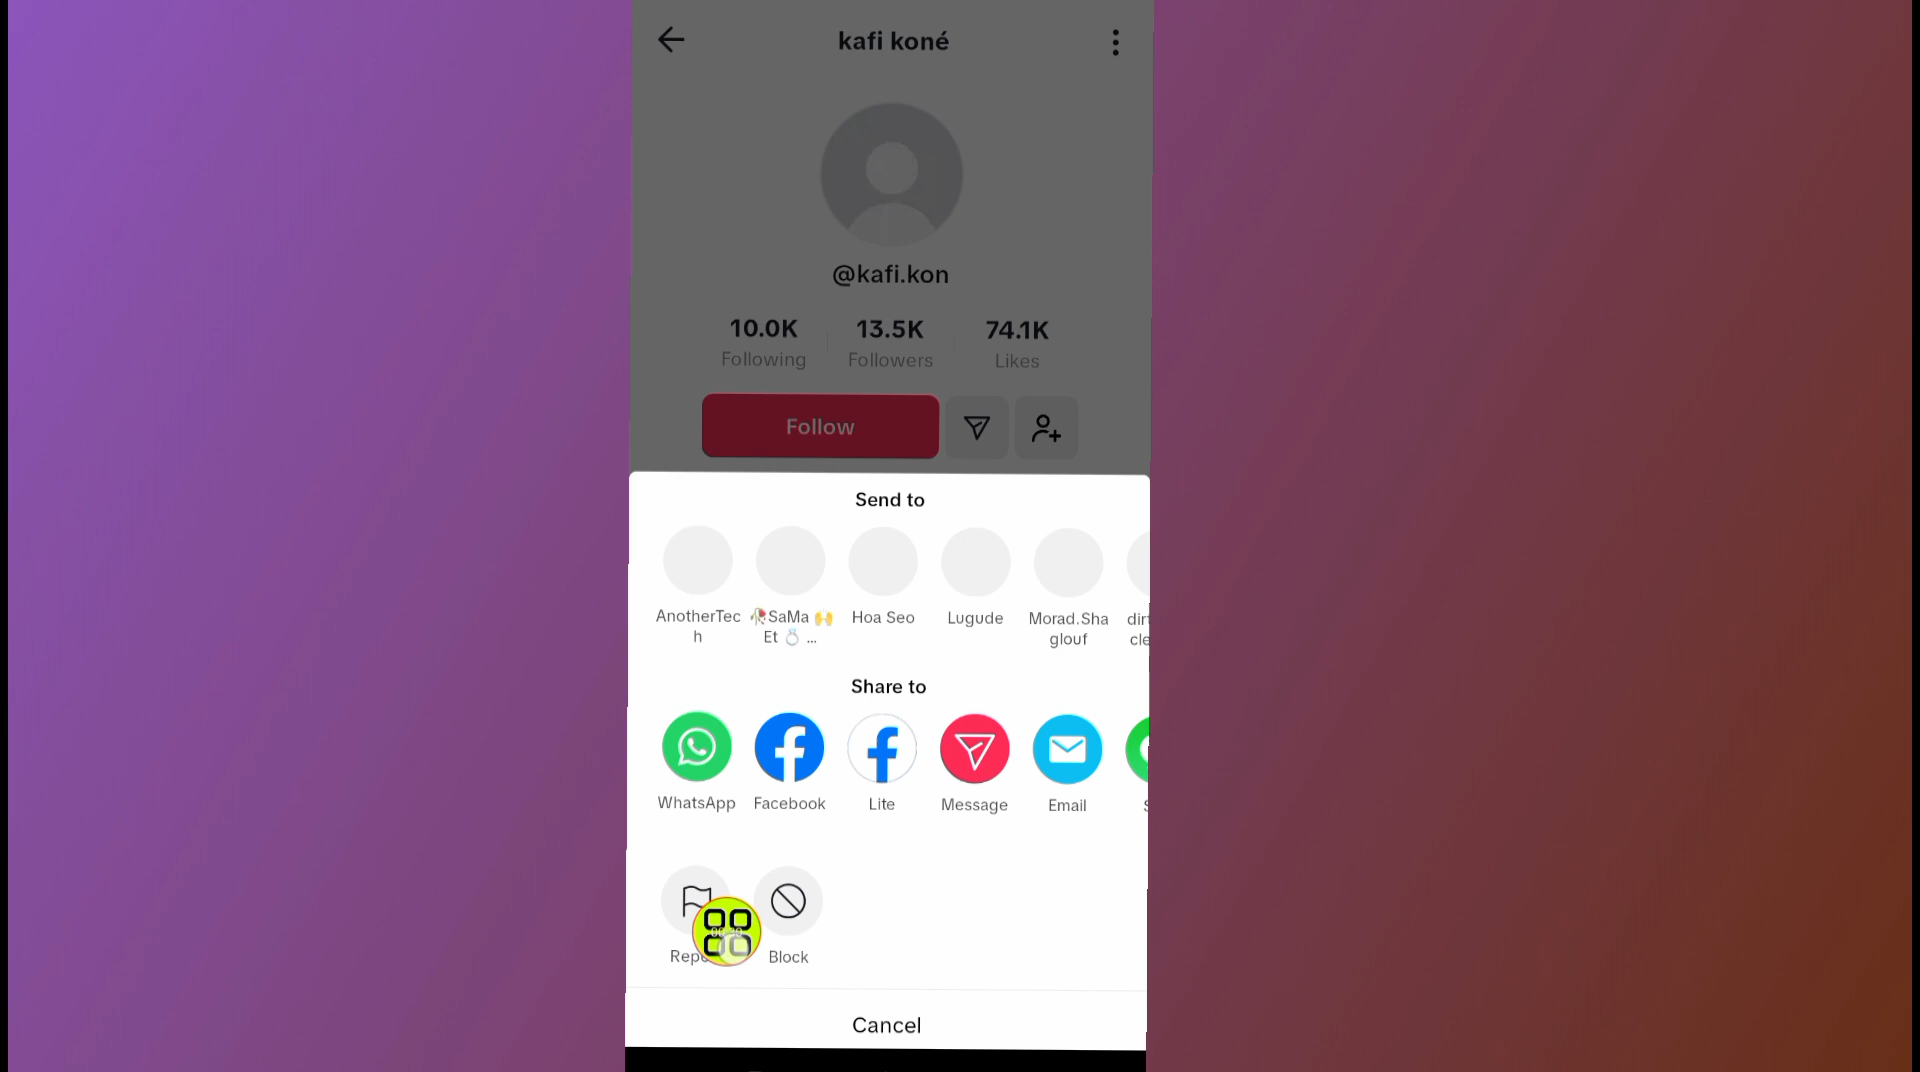 kafi koné
@kafi.kon
10.0K 13.5K 74.1K
Following Followers Likes
Follow
Send to
AnotherTec
h
🥀SaMa 🙌
Et 💍 ...
Hoa Seo
Lugude
Morad.Sha
glouf
Share to
WhatsApp Facebook Lite Message Email
Block
Cancel